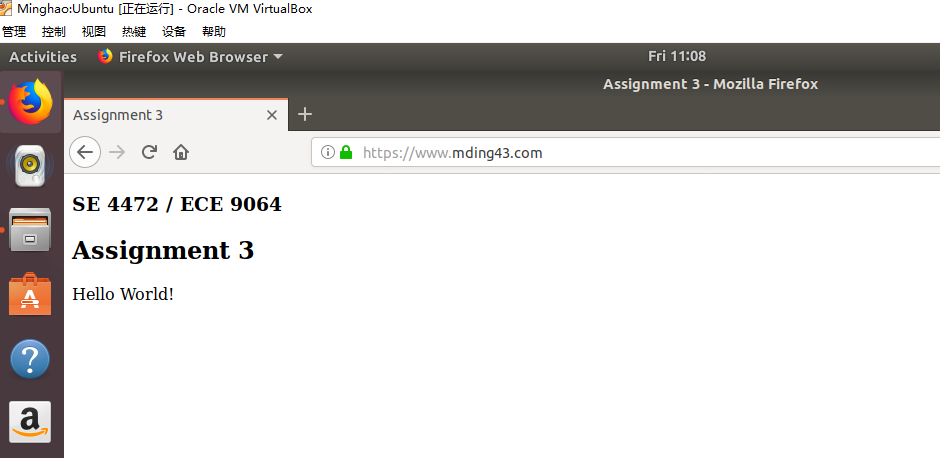 Minghao:Ubuntu [正在运行] - Oracle VM VirtualBox
管理 控制 视图 热键 设备 帮助
Activities Firefox Web Browser Fri 11:08
Assignment 3 - Mozilla Firefox
Assignment 3
https://www.mding43.com
SE 4472 / ECE 9064
Assignment 3
Hello World!